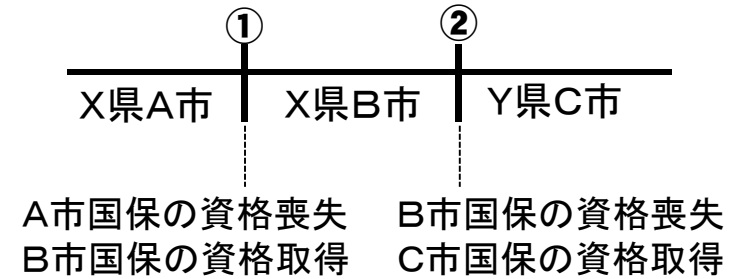 ① ②
X県A市 X県B市 Y県C市
A市国保の資格喪失 B市国保の資格喪失
B市国保の資格取得 C市国保の資格取得